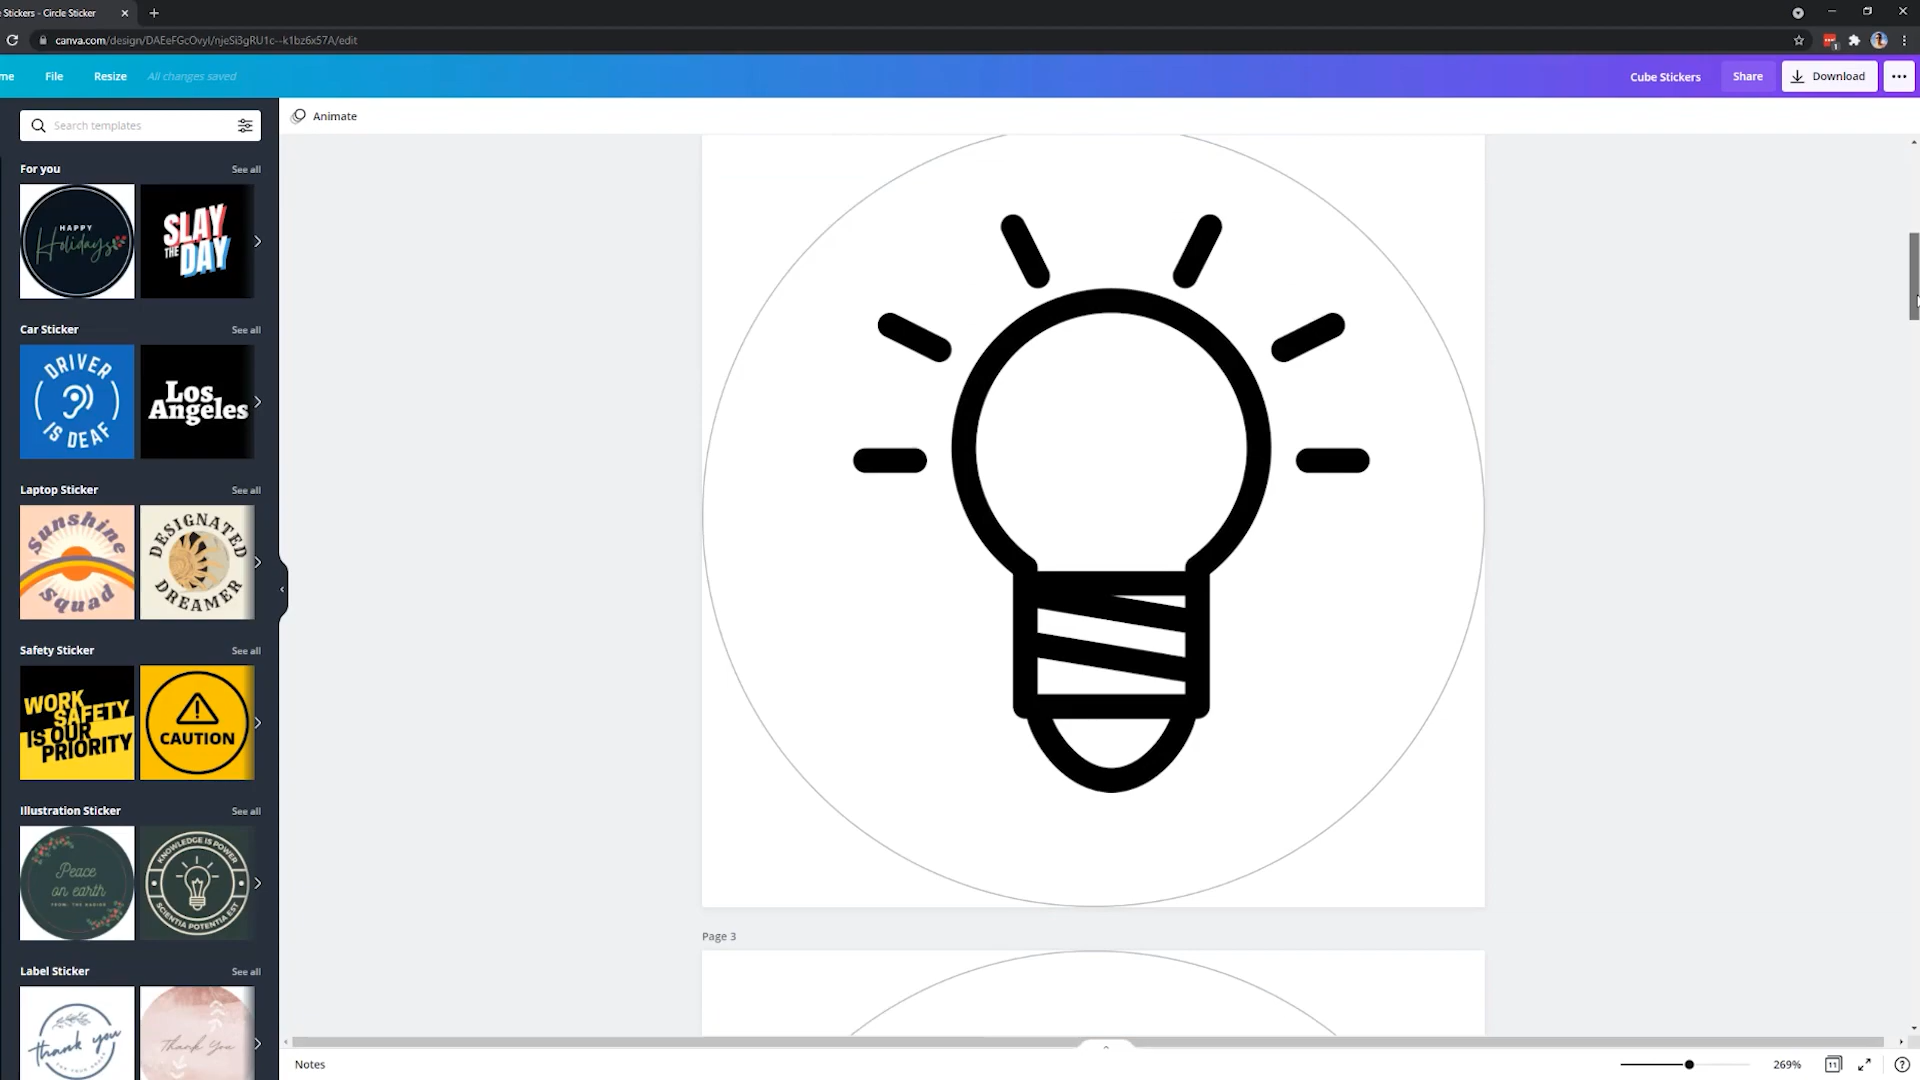 e Stickers - Circle Sticker
canva.com/design/DAEeFGcOvyI/njeSi3gRU1c--k1bz6x57A/edit
me File Resize All changes saved Cube Stickers Share Download
Search templates
Animate
For you See all
HAPPY
Holidays
SLAY
THE DAY
Car Sticker See all
DRIVER
IS DEAF
Los
Angeles
Laptop Sticker See all
Sunshine
Squad
DESIGNATED
DREAMER
Safety Sticker See all
WORK
SAFETY
IS OUR
PRIORITY
CAUTION
Illustration Sticker See all
Peace
on earth
KNOWLEDGE IS POWER
SCIENTIA POTENTIA EST
Page 3
Label Sticker See all
thank you
Thank You
Notes
269%
11